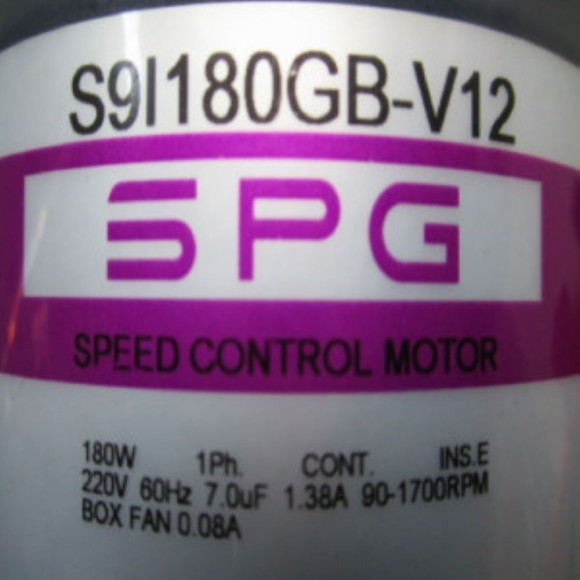 S9I180GB-V12
SPG
SPEED CONTROL MOTOR
180W 1Ph. CONT. INS.E
220V 60Hz 7.0uF 1.38A 90-1700RPM
BOX FAN 0.08A